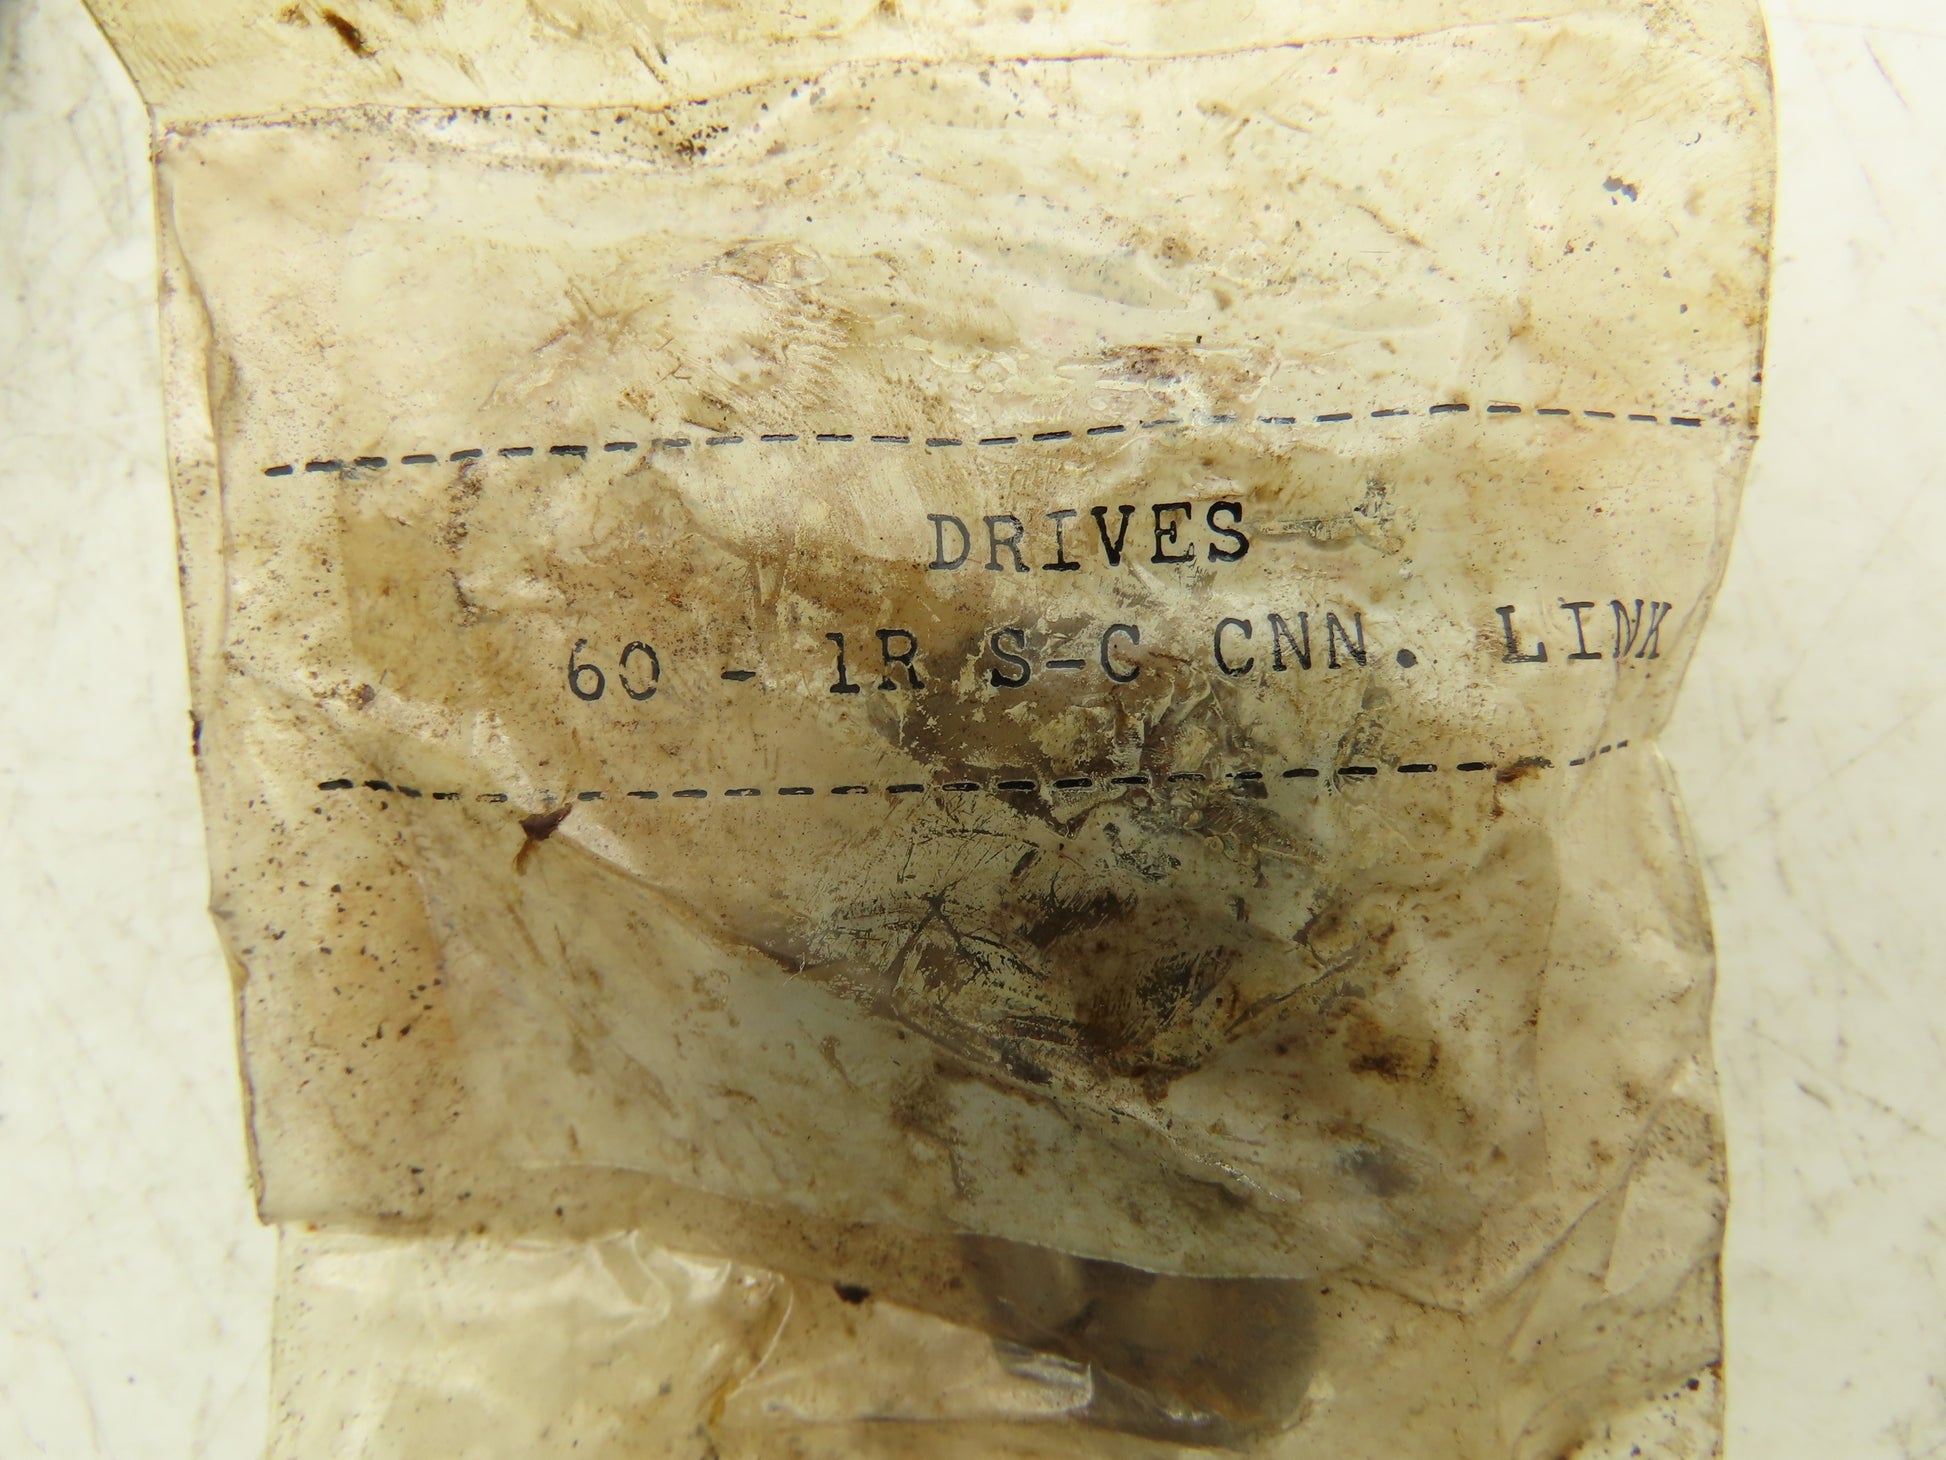 DRIVES
60 - 1R S-C CNN. LINK